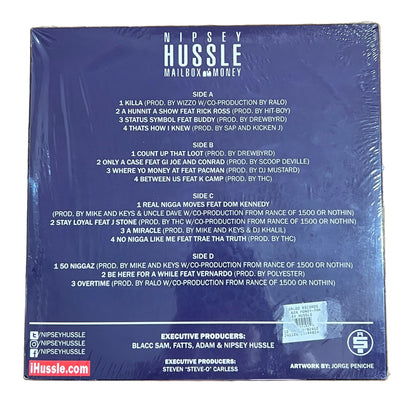 NIPSEY
HUSSLE
MAILBOX MONEY
SIDE A
1 KILLA (PROD. BY WIZZO W/CO-PRODUCTION BY RALO)
2 A HUNNIT A SHOW FEAT RICK ROSS (PROD. BY HIT-BOY)
3 STATUS SYMBOL FEAT BUDDY (PROD. BY DREWBYRD)
4 THATS HOW I KNEW (PROD. BY SAP AND KICKEN J)
SIDE B
1 COUNT UP THAT LOOT (PROD. BY DREWBYRD)
2 ONLY A CASE FEAT GI JOE AND CONRAD (PROD. BY SCOOP DEVILLE)
3 WHERE YO MONEY AT FEAT PACMAN (PROD. BY DJ MUSTARD)
4 BETWEEN US FEAT K CAMP (PROD. BY THC)
SIDE C
1 REAL NIGGA MOVES FEAT DOM KENNEDY
(PROD. BY MIKE AND KEYS & UNCLE DAVE W/CO-PRODUCTION FROM RANCE OF 1500 OR NOTHIN)
2 STAY LOYAL FEAT J STONE (PROD. BY THC W/CO-PRODUCTION FROM RANCE OF 1500 OR NOTHIN)
3 A MIRACLE (PROD. BY MIKE AND KEYS & DJ KHALIL)
4 NO NIGGA LIKE ME FEAT TRAE THA TRUTH (PROD. BY THC)
SIDE D
1 50 NIGGAZ (PROD. BY MIKE AND KEYS W/CO-PRODUCTION FROM RANCE OF 1500 OR NOTHIN)
2 BE HERE FOR A WHILE FEAT VERNARDO (PROD. BY POLYESTER)
3 OVERTIME (PROD. BY RALO W/CO-PRODUCTION FROM RANCE OF 1500 OR NOTHIN)
/NIPSEYHUSSLE
@NIPSEYHUSSLE
/NIPSEYHUSSLE
iHussle.com
EXECUTIVE PRODUCERS:
BLACC SAM, FATTS, ADAM & NIPSEY HUSSLE
EXECUTIVE PRODUCERS:
STEVEN "STEVE-O" CARLESS
ARTWORK BY: JORGE PENICHE